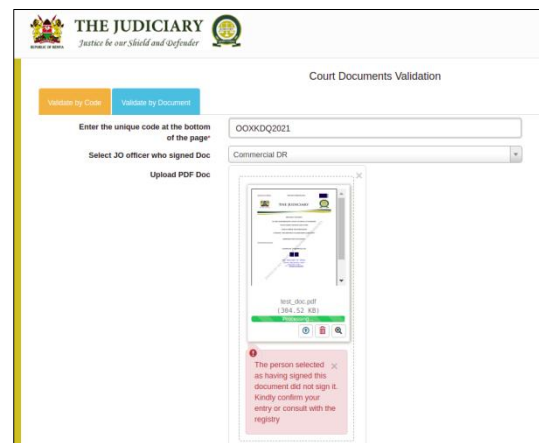 REPUBLIC OF KENYA
THE JUDICIARY
Justice be our Shield and Defender
Court Documents Validation
Validate by Code
Validate by Document
Enter the unique code at the bottom
of the page*
OOXKDQ2021
Select JO officer who signed Doc
Commercial DR
Upload PDF Doc
THE JUDICIARY
test_doc.pdf
(304.52 KB)
Processing ...
The person selected
as having signed this
document did not sign it.
Kindly confirm your
entry or consult with the
registry